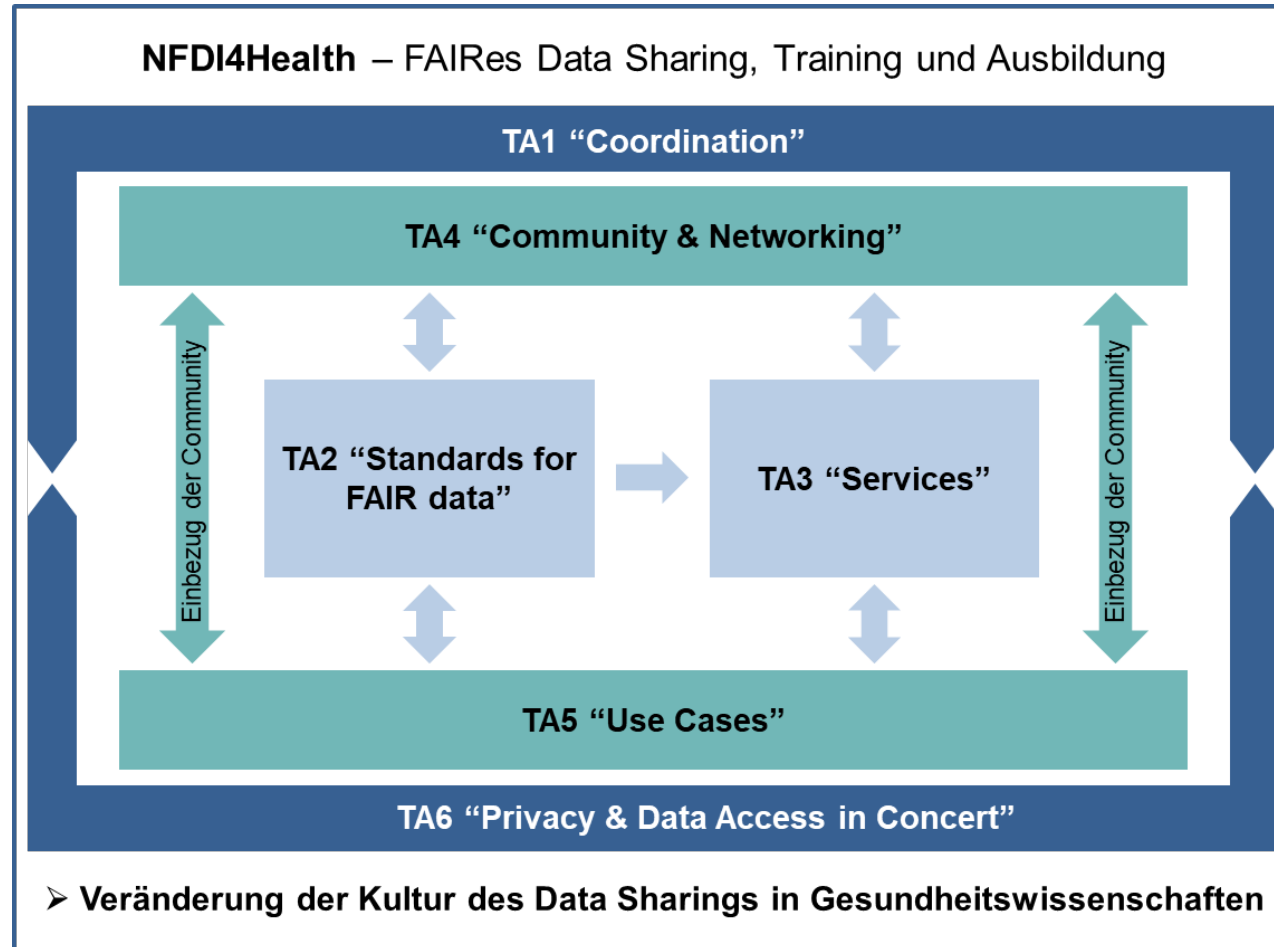 NFDI4Health – FAIRes Data Sharing, Training und Ausbildung
TA1 “Coordination”
TA4 “Community & Networking”
Einbezug der Community
TA2 “Standards for
FAIR data”
TA3 “Services”
Einbezug der Community
TA5 “Use Cases”
TA6 “Privacy & Data Access in Concert”
➢ Veränderung der Kultur des Data Sharings in Gesundheitswissenschaften